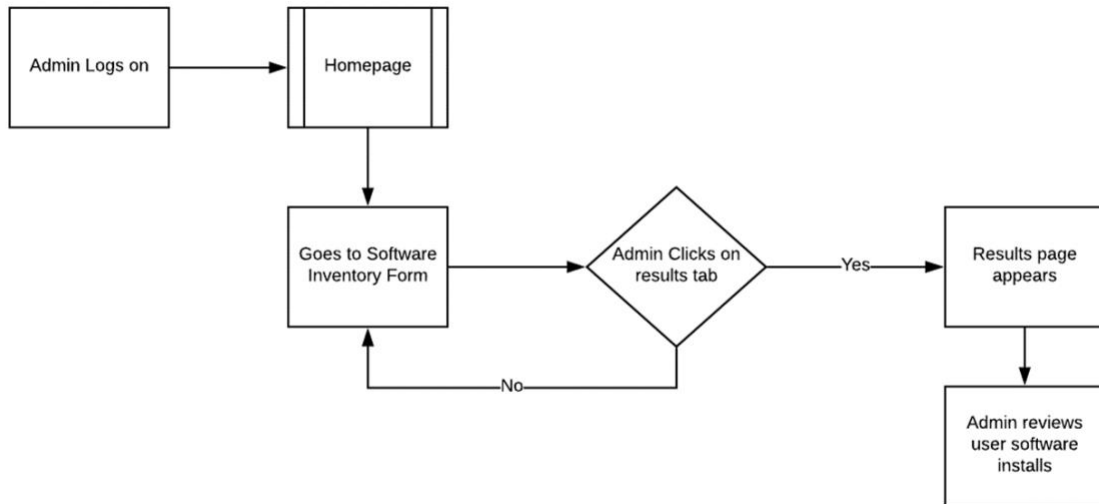 Admin Logs on
Homepage
Goes to Software
Inventory Form
Admin Clicks on
results tab
Yes
Results page
appears
No
Admin reviews
user software
installs